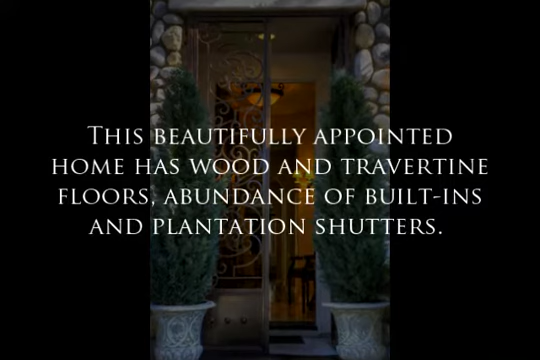 This beautifully appointed
home has wood and travertine
floors, abundance of built-ins
and plantation shutters.